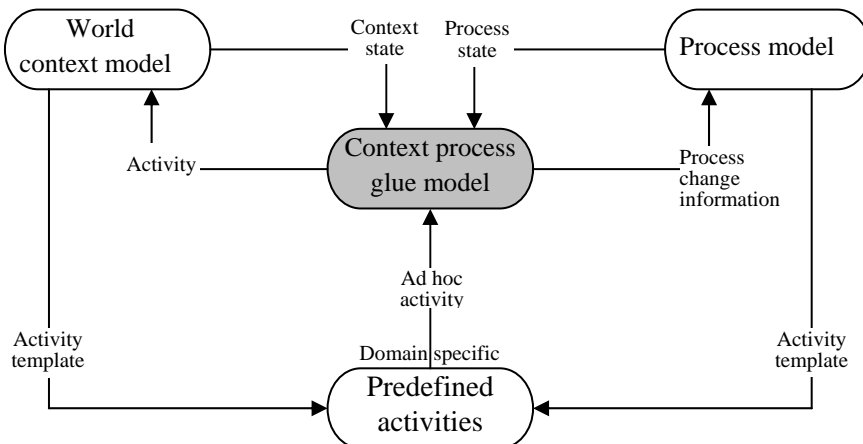 World
context model
Context
state
Process
state
Process model
Context process
glue model
Activity
Process
change
information
Ad hoc
activity
Activity
template
Domain specific
Activity
template
Predefined
activities